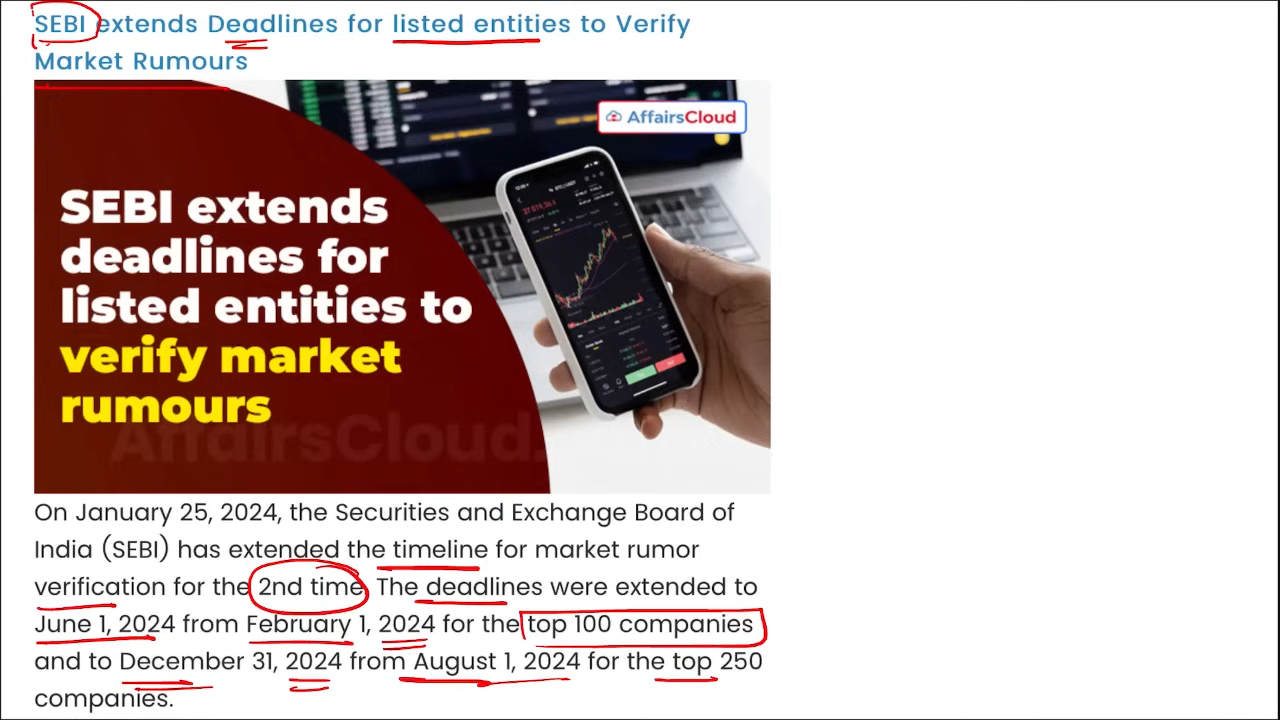 SEBI extends Deadlines for listed entities to Verify
Market Rumours
AffairsCloud
SEBI extends
deadlines for
listed entities to
verify market
rumours
AffairsCloud.
On January 25, 2024, the Securities and Exchange Board of
India (SEBI) has extended the timeline for market rumor
verification for the 2nd time. The deadlines were extended to
June 1, 2024 from February 1, 2024 for the top 100 companies
and to December 31, 2024 from August 1, 2024 for the top 250
companies.